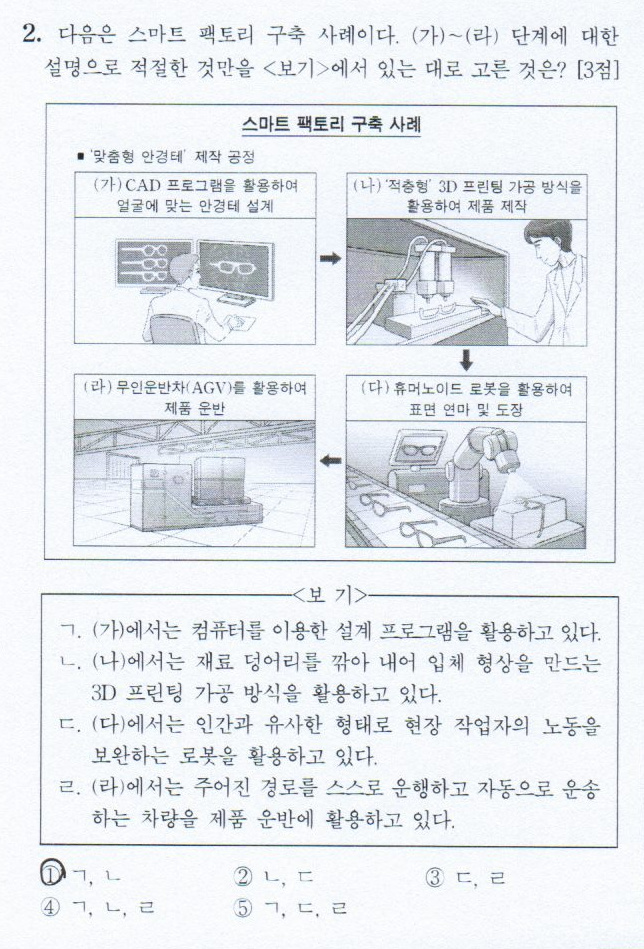 2. 다음은 스마트 팩토리 구축 사례이다. (가)~(라) 단계에 대한
설명으로 적절한 것만을 <보기>에서 있는 대로 고른 것은? [3점]
스마트 팩토리 구축 사례
■ '맞춤형 안경테' 제작 공정
(가) CAD 프로그램을 활용하여
얼굴에 맞는 안경테 설계
(나) '적층형' 3D 프린팅 가공 방식을
활용하여 제품 제작
(라) 무인운반차(AGV)를 활용하여
제품 운반
(다) 휴머노이드 로봇을 활용하여
표면 연마 및 도장
<보 기>
ㄱ. (가)에서는 컴퓨터를 이용한 설계 프로그램을 활용하고 있다.
ㄴ. (나)에서는 재료 덩어리를 깎아 내어 입체 형상을 만드는
3D 프린팅 가공 방식을 활용하고 있다.
ㄷ. (다)에서는 인간과 유사한 형태로 현장 작업자의 노동을
보완하는 로봇을 활용하고 있다.
ㄹ. (라)에서는 주어진 경로를 스스로 운행하고 자동으로 운송
하는 차량을 제품 운반에 활용하고 있다.
① ㄱ, ㄴ ② ㄴ, ㄷ ③ ㄷ, ㄹ
④ ㄱ, ㄴ, ㄹ ⑤ ㄱ, ㄷ, ㄹ